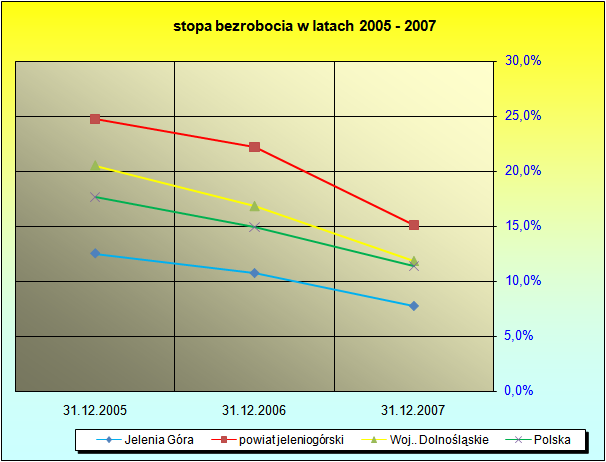 stopa bezrobocia w latach 2005 - 2007
30,0%
25,0%
20,0%
15,0%
10,0%
5,0%
0,0%
31.12.2005 31.12.2006 31.12.2007
Jelenia Góra powiat jeleniogórski Woj.. Dolnośląskie Polska